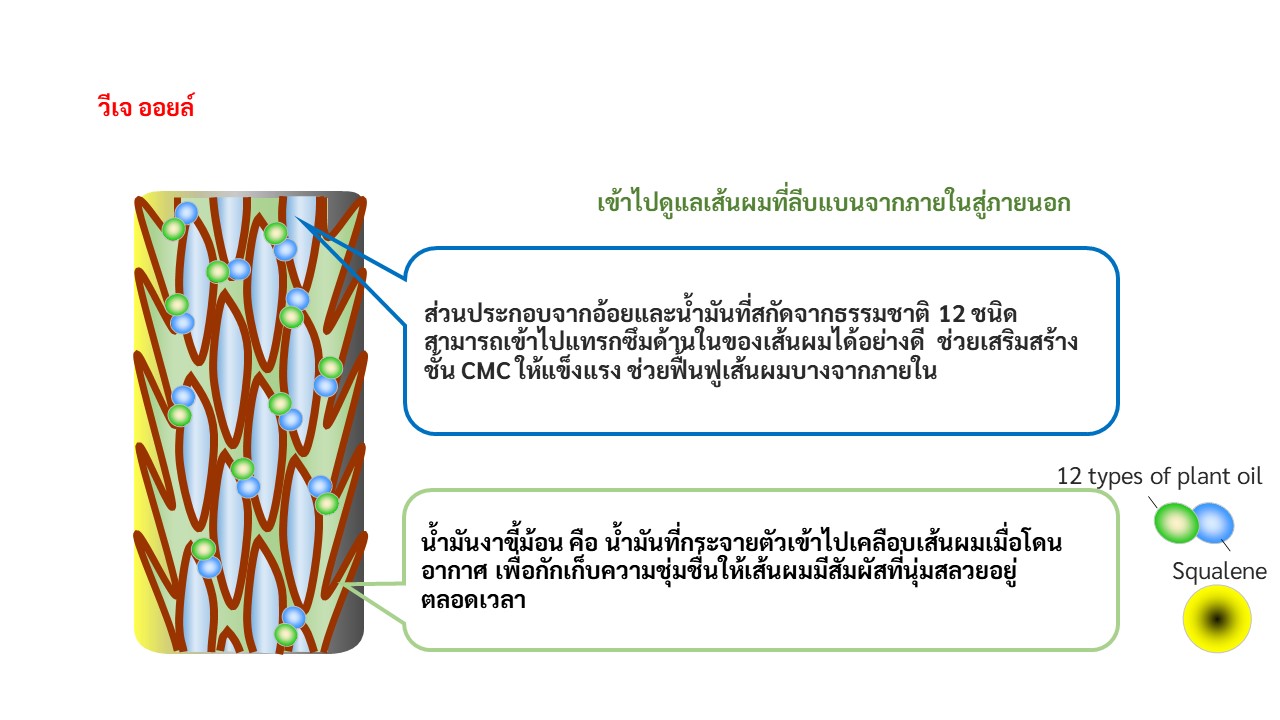 วีเจ ออยล์
เข้าไปดูแลเส้นผมที่ลีบแบนจากภายในสู่ภายนอก
ส่วนประกอบจากอ้อยและน้ำมันที่สกัดจากธรรมชาติ 12 ชนิด
สามารถเข้าไปแทรกซึมด้านในของเส้นผมได้อย่างดี ช่วยเสริมสร้าง
ชั้น CMC ให้แข็งแรง ช่วยฟื้นฟูเส้นผมบางจากภายใน
12 types of plant oil
น้ำมันงาขี้ม้อน คือ น้ำมันที่กระจายตัวเข้าไปเคลือบเส้นผมเมื่อโดน
อากาศ เพื่อกักเก็บความชุ่มชื่นให้เส้นผมมีสัมผัสที่นุ่มสลวยอยู่
ตลอดเวลา
Squalene